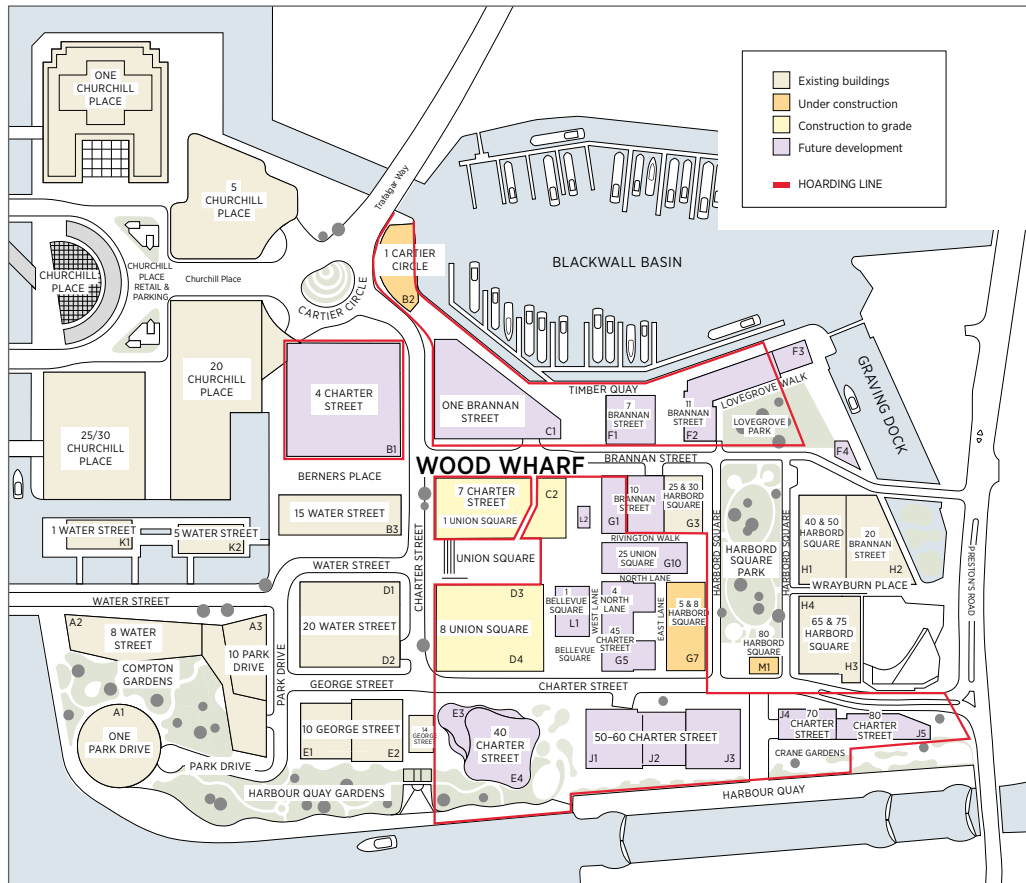 ONE
CHURCHILL
PLACE
Existing buildings
Under construction
Construction to grade
Future development
HOARDING LINE
5
CHURCHILL
PLACE
Trafalgar Way
CHURCHILL
PLACE
CHURCHILL
PLACE
RETAIL &
PARKING
Churchill Place
CARTIER CIRCLE
1 CARTIER
CIRCLE
B2
BLACKWALL BASIN
GRAVING DOCK
20
CHURCHILL
PLACE
25/30
CHURCHILL
PLACE
4 CHARTER
STREET
B1
ONE BRANNAN
STREET
C1
TIMBER QUAY
7
BRANNAN
STREET
F1
11
BRANNAN
STREET
F2
F3
LOVEGROVE WALK
LOVEGROVE
PARK
F4
BRANNAN STREET
WOOD WHARF
BERNERS PLACE
15 WATER STREET
B3
1 WATER STREET
K1
5 WATER STREET
K2
CHARTER STREET
7 CHARTER
STREET
1 UNION SQUARE
C2
L2
10
BRANNAN
STREET
G1
25 & 30
HARBORD
SQUARE
G3
RIVINGTON WALK
25 UNION
SQUARE
G10
NORTH LANE
UNION SQUARE
HARBORD SQUARE
HARBORD
SQUARE
PARK
HARBORD SQUARE
40 & 50
HARBORD
SQUARE
H1
20
BRANNAN
STREET
H2
WRAYBURN PLACE
PRESTON'S ROAD
WATER STREET
WATER STREET
A2
8 WATER
STREET
A3
10 PARK
DRIVE
COMPTON
GARDENS
PARK DRIVE
D1
20 WATER STREET
D2
D3
8 UNION SQUARE
D4
1
BELLEVUE
SQUARE
L1
BELLEVUE
SQUARE
WEST LANE
4
NORTH
LANE
45
CHARTER
STREET
G5
EAST LANE
5 & 8
HARBORD
SQUARE
G7
80
HARBORD
SQUARE
M1
H4
65 & 75
HARBORD
SQUARE
H3
GEORGE STREET
CHARTER STREET
A1
ONE
PARK DRIVE
PARK DRIVE
10 GEORGE STREET
E1
E2
14
GEORGE
STREET
E3
40
CHARTER
STREET
E4
50–60 CHARTER STREET
J1
J2
J3
J4
70
CHARTER
STREET
80
CHARTER
STREET
J5
CRANE GARDENS
HARBOUR QUAY GARDENS
HARBOUR QUAY